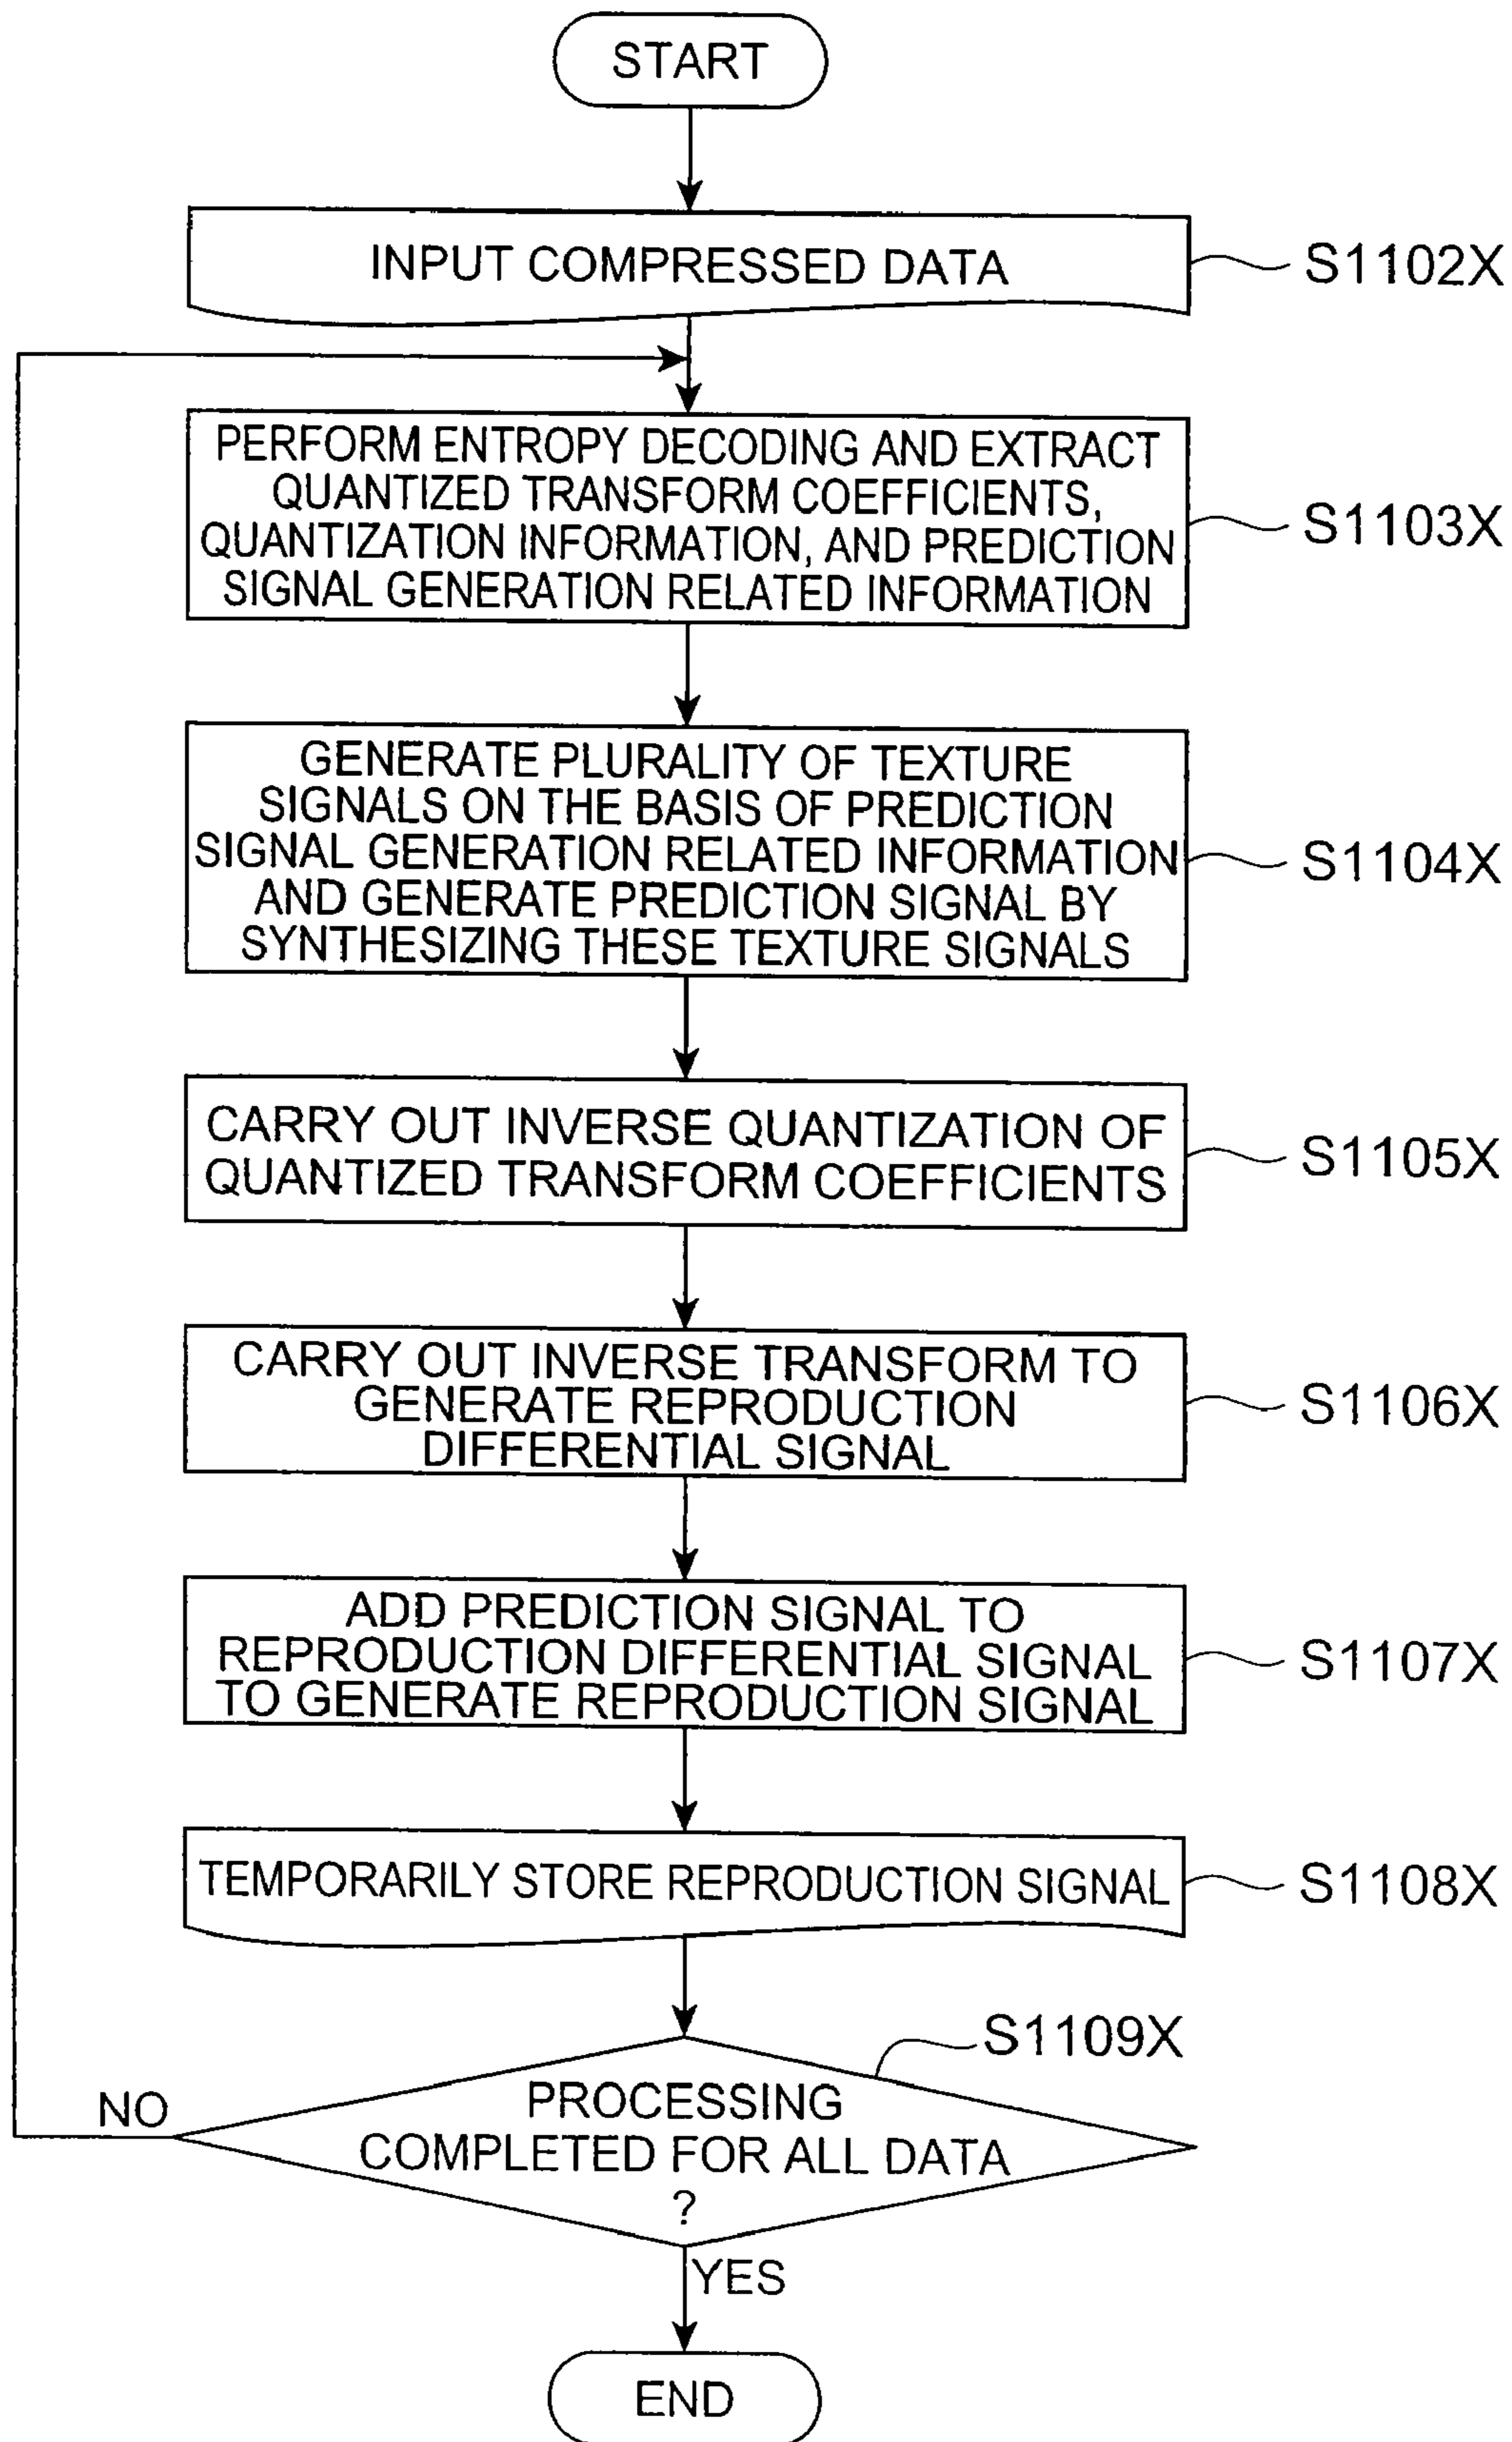 START
INPUT COMPRESSED DATA
S1102X
PERFORM ENTROPY DECODING AND EXTRACT
QUANTIZED TRANSFORM COEFFICIENTS,
QUANTIZATION INFORMATION, AND PREDICTION
SIGNAL GENERATION RELATED INFORMATION
S1103X
GENERATE PLURALITY OF TEXTURE
SIGNALS ON THE BASIS OF PREDICTION
SIGNAL GENERATION RELATED INFORMATION
AND GENERATE PREDICTION SIGNAL BY
SYNTHESIZING THESE TEXTURE SIGNALS
S1104X
CARRY OUT INVERSE QUANTIZATION OF
QUANTIZED TRANSFORM COEFFICIENTS
S1105X
CARRY OUT INVERSE TRANSFORM TO
GENERATE REPRODUCTION
DIFFERENTIAL SIGNAL
S1106X
ADD PREDICTION SIGNAL TO
REPRODUCTION DIFFERENTIAL SIGNAL
TO GENERATE REPRODUCTION SIGNAL
S1107X
TEMPORARILY STORE REPRODUCTION SIGNAL
S1108X
S1109X
PROCESSING
COMPLETED FOR ALL DATA
?
NO
YES
END